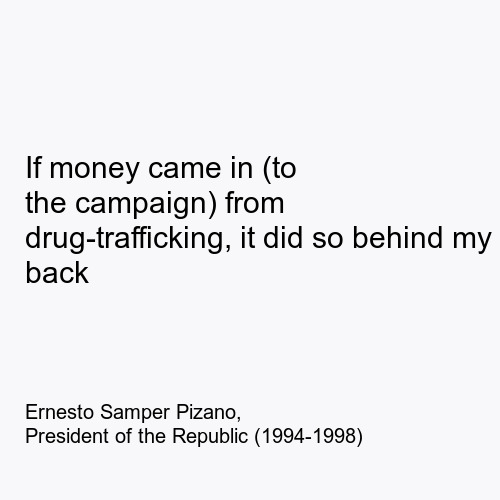 If money came in (to
the campaign) from
drug-trafficking, it did so behind my
back
Ernesto Samper Pizano,
President of the Republic (1994-1998)